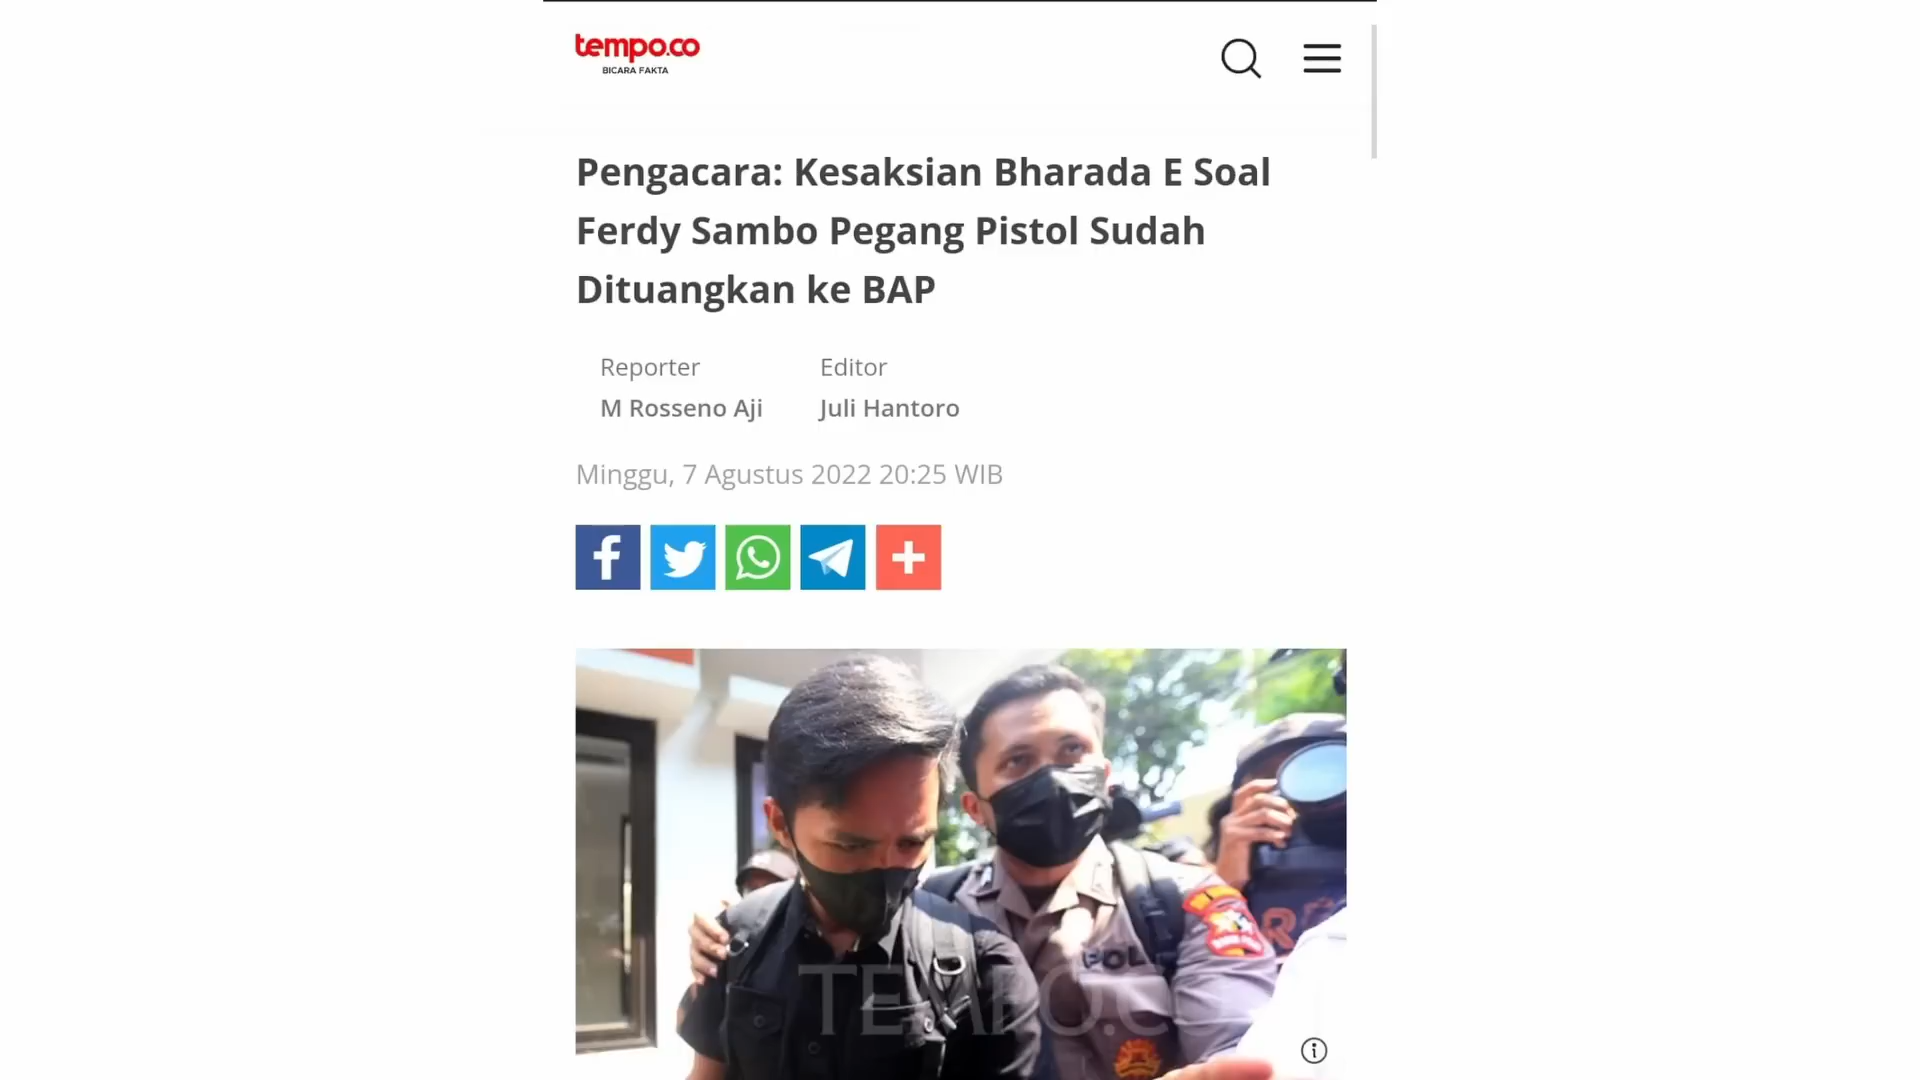 tempo.co
BICARA FAKTA
Pengacara: Kesaksian Bharada E Soal
Ferdy Sambo Pegang Pistol Sudah
Dituangkan ke BAP
Reporter
Editor
M Rosseno Aji
Juli Hantoro
Minggu, 7 Agustus 2022 20:25 WIB
TEMPO.CO